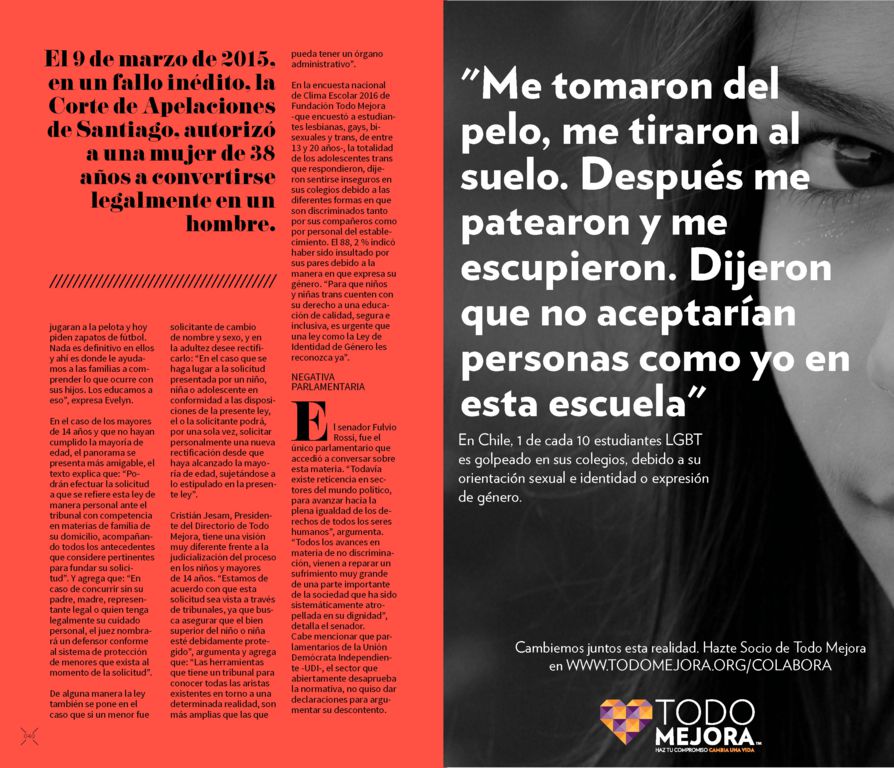 El 9 de marzo de 2015,
en un fallo inédito, la
Corte de Apelaciones
de Santiago, autorizó
a una mujer de 38
años a convertirse
legalmente en un
hombre.
jugaran a la pelota y hoy
piden zapatos de fútbol.
Nada es definitivo en ellos
y ahí es donde le ayuda-
mos a las familias a com-
prender lo que ocurre con
sus hijos. Los educamos a
eso", expresa Evelyn.
En el caso de los mayores
de 14 años y que no hayan
cumplido la mayoría de
edad, el panorama se
presenta más amigable, el
texto explica que: "Po-
drán efectuar la solicitud
a que se refiere esta ley de
manera personal ante el
tribunal con competencia
en materias de familia de
su domicilio, acompañan-
do todos los antecedentes
que considere pertinentes
para fundar su solici-
tud". Y agrega que: "En
caso de concurrir sin su
padre, madre, represen-
tante legal o quien tenga
legalmente su cuidado
personal, el juez nombra-
rá un defensor conforme
al sistema de protección
de menores que exista al
momento de la solicitud".
De alguna manera la ley
también se pone en el
caso que si un menor fue
solicitante de cambio
de nombre y sexo, y en
la adultez desee rectifi-
carlo: "En el caso que se
haga lugar a la solicitud
presentada por un niño,
niña o adolescente en
conformidad a las disposi-
ciones de la presente ley,
el o la solicitante podrá,
por una sola vez, solicitar
personalmente una nueva
rectificación desde que
haya alcanzado la mayo-
ría de edad, sujetándose a
lo estipulado en la presen-
te ley".
Cristián Jesam, Presiden-
te del Directorio de Todo
Mejora, tiene una visión
muy diferente frente a la
judicialización del proceso
en los niños y mayores
de 14 años. "Estamos de
acuerdo con que esta
solicitud sea vista a través
de tribunales, ya que bus-
ca asegurar que el bien
superior del niño o niña
esté debidamente prote-
gido", argumenta y agrega
que: "Las herramientas
que tiene un tribunal para
conocer todas las aristas
existentes en torno a una
determinada realidad, son
más amplias que las que
pueda tener un órgano
administrativo".
En la encuesta nacional
de Clima Escolar 2016 de
Fundación Todo Mejora
-que encuestó a estudian-
tes lesbianas, gays, bi-
sexuales y trans, de entre
13 y 20 años-, la totalidad
de los adolescentes trans
que respondieron, dije-
ron sentirse inseguros en
sus colegios debido a las
diferentes formas en que
son discriminados tanto
por sus compañeros como
por personal del estable-
cimiento. El 88, 2 % indicó
haber sido insultado por
sus pares debido a la
manera en que expresa su
género. "Para que niños
y niñas trans cuenten con
su derecho a una educa-
ción de calidad, segura e
inclusiva, es urgente que
una ley como la Ley de
Identidad de Género les
reconozca ya".
NEGATIVA
PARLAMENTARIA
El senador Fulvio
Rossi, fue el
único parlamentario que
accedió a conversar sobre
esta materia. "Todavía
existe reticencia en sec-
tores del mundo político,
para avanzar hacia la
plena igualdad de los de-
rechos de todos los seres
humanos", argumenta.
"Todos los avances en
materia de no discrimina-
ción, vienen a reparar un
sufrimiento muy grande
de una parte importante
de la sociedad que ha sido
sistemáticamente atro-
pellada en su dignidad",
detalla el senador.
Cabe mencionar que par-
lamentarios de la Unión
Demócrata Independien-
te -UDI-, el sector que
abiertamente desaprueba
la normativa, no quiso dar
declaraciones para argu-
mentar su descontento.
"Me tomaron del
pelo, me tiraron al
suelo. Después me
patearon y me
escupieron. Dijeron
que no aceptarían
personas como yo en
esta escuela"
En Chile, 1 de cada 10 estudiantes LGBT
es golpeado en sus colegios, debido a su
orientación sexual e identidad o expresión
de género.
Cambiemos juntos esta realidad. Hazte Socio de Todo Mejora
en WWW.TODOMEJORA.ORG/COLABORA
TODO
MEJORA™
HAZ TU COMPROMISO CAMBIA UNA VIDA